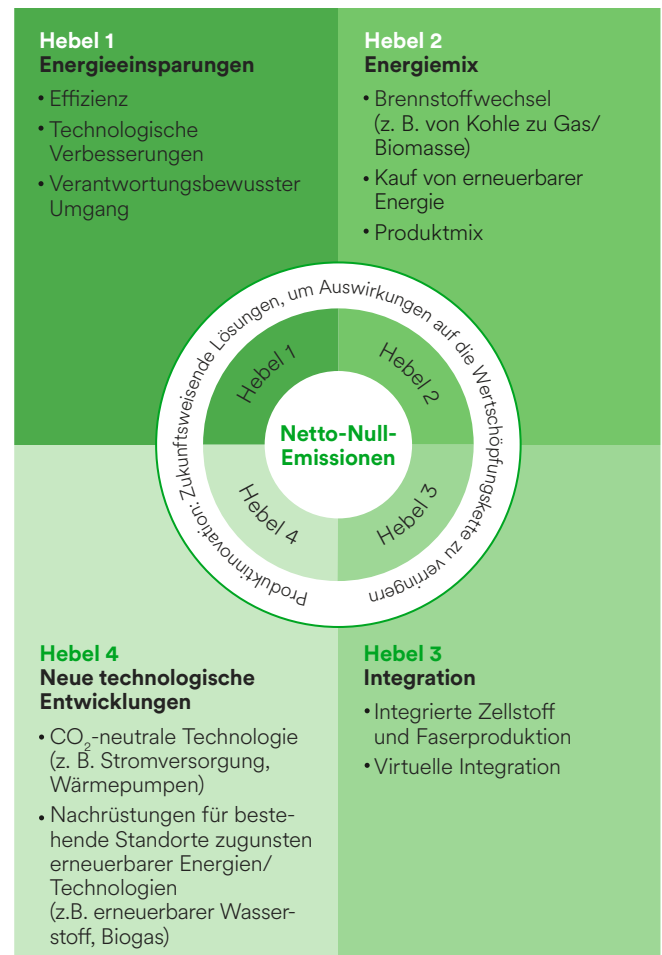 Hebel 1
Energieeinsparungen
• Effizienz
• Technologische
Verbesserungen
• Verantwortungsbewusster
Umgang
Hebel 2
Energiemix
• Brennstoffwechsel
(z. B. von Kohle zu Gas/
Biomasse)
• Kauf von erneuerbarer
Energie
• Produktmix
Produktinnovation: Zukunftsweisende Lösungen, um Auswirkungen auf die Wertschöpfungskette zu verringern
Hebel 1
Hebel 2
Netto-Null-
Emissionen
Hebel 4
Hebel 3
Hebel 4
Neue technologische
Entwicklungen
• CO₂-neutrale Technologie
(z. B. Stromversorgung,
Wärmepumpen)
• Nachrüstungen für beste-
hende Standorte zugunsten
erneuerbarer Energien/
Technologien
(z.B. erneuerbarer Wasser-
stoff, Biogas)
Hebel 3
Integration
• Integrierte Zellstoff
und Faserproduktion
• Virtuelle Integration